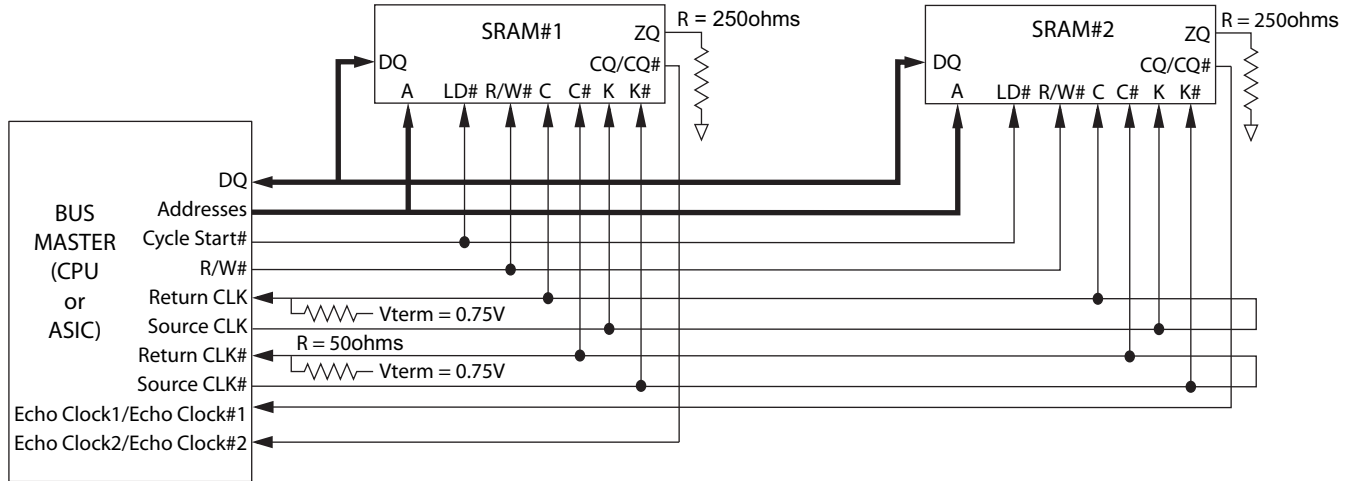 SRAM#1
ZQ
R = 250ohms
CQ/CQ#
DQ
A
LD#
R/W#
C
C#
K
K#
SRAM#2
ZQ
R = 250ohms
CQ/CQ#
DQ
A
LD#
R/W#
C
C#
K
K#
BUS
MASTER
(CPU
or
ASIC)
DQ
Addresses
Cycle Start#
R/W#
Return CLK
Vterm = 0.75V
Source CLK
R = 50ohms
Return CLK#
Vterm = 0.75V
Source CLK#
Echo Clock1/Echo Clock#1
Echo Clock2/Echo Clock#2